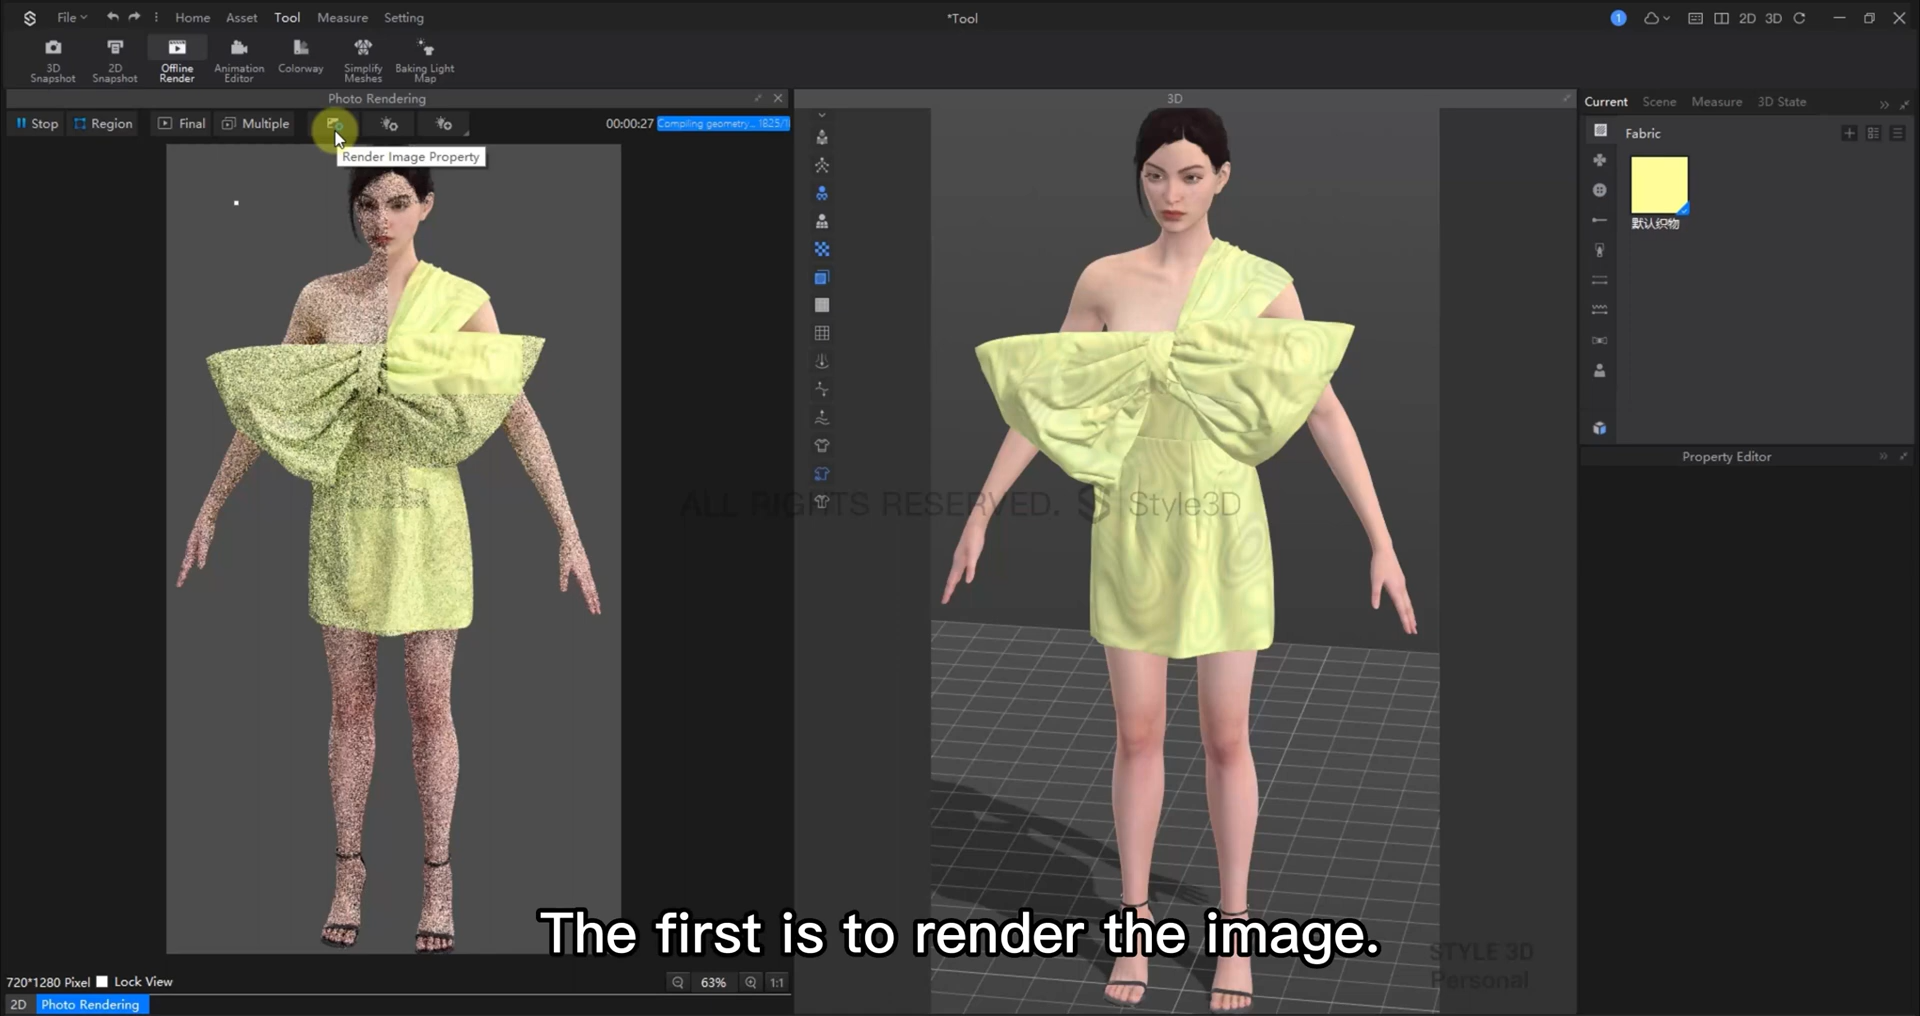 File
Home
Asset
Tool
Measure
Setting
*Tool
1
2D
3D
3D Snapshot
2D Snapshot
Offline Render
Animation Editor
Colorway
Simplify Meshes
Baking Light Map
Photo Rendering
3D
Current
Scene
Measure
3D State
Stop
Region
Final
Multiple
00:00:27
Compiling geometry... 1825/1
Render Image Property
Fabric
默认织物
Property Editor
ALL RIGHTS RESERVED. Style3D
The first is to render the image.
STYLE 3D
Personal
720*1280 Pixel
Lock View
63%
1:1
2D
Photo Rendering